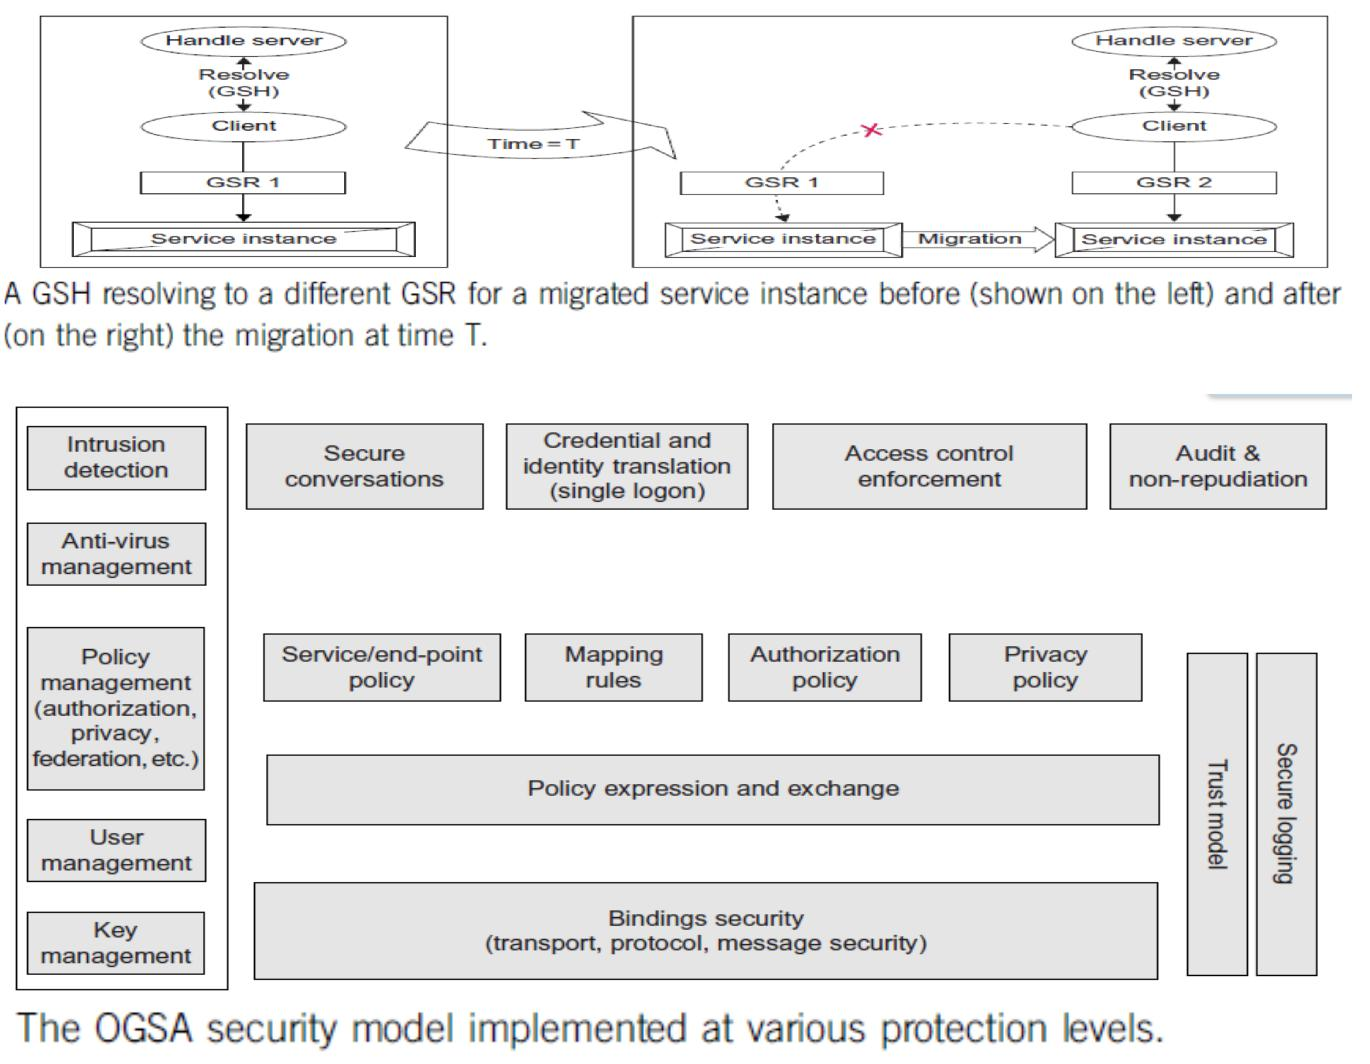 Handle server
Resolve
(GSH)
Client
GSR 1
Service instance
Time = T
Handle server
Resolve
(GSH)
Client
GSR 1
GSR 2
Service instance
Migration
Service instance
A GSH resolving to a different GSR for a migrated service instance before (shown on the left) and after
(on the right) the migration at time T.
Intrusion
detection
Anti-virus
management
Policy
management
(authorization,
privacy,
federation, etc.)
User
management
Key
management
Secure
conversations
Credential and
identity translation
(single logon)
Access control
enforcement
Audit &
non-repudiation
Service/end-point
policy
Mapping
rules
Authorization
policy
Privacy
policy
Policy expression and exchange
Bindings security
(transport, protocol, message security)
Trust model
Secure logging
The OGSA security model implemented at various protection levels.